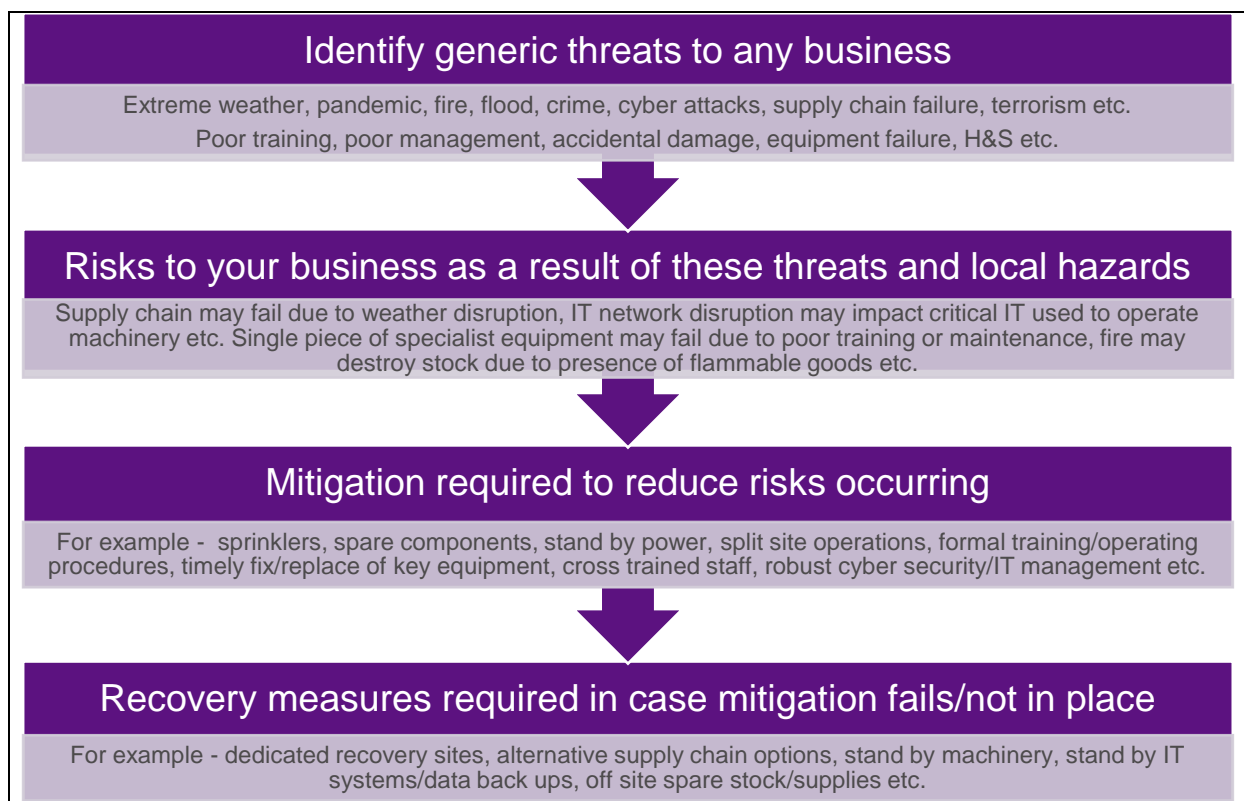 Identify generic threats to any business
Extreme weather, pandemic, fire, flood, crime, cyber attacks, supply chain failure, terrorism etc.
Poor training, poor management, accidental damage, equipment failure, H&S etc.
Risks to your business as a result of these threats and local hazards
Supply chain may fail due to weather disruption, IT network disruption may impact critical IT used to operate
machinery etc. Single piece of specialist equipment may fail due to poor training or maintenance, fire may
destroy stock due to presence of flammable goods etc.
Mitigation required to reduce risks occurring
For example - sprinklers, spare components, stand by power, split site operations, formal training/operating
procedures, timely fix/replace of key equipment, cross trained staff, robust cyber security/IT management etc.
Recovery measures required in case mitigation fails/not in place
For example - dedicated recovery sites, alternative supply chain options, stand by machinery, stand by IT
systems/data back ups, off site spare stock/supplies etc.